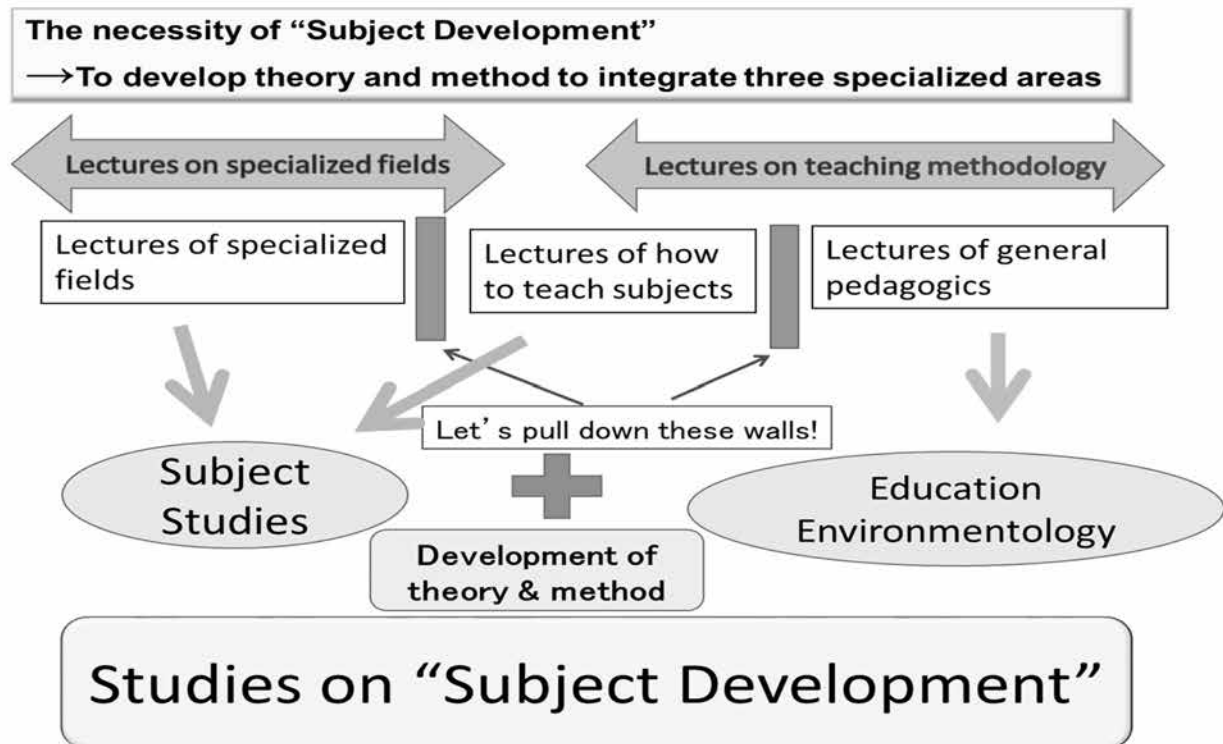 The necessity of “Subject Development”
→To develop theory and method to integrate three specialized areas
Lectures on specialized fields
Lectures on teaching methodology
Lectures of specialized
fields
Lectures of how
to teach subjects
Lectures of general
pedagogics
Let’s pull down these walls!
Subject
Studies
Education
Environmentology
Development of
theory & method
Studies on “Subject Development”